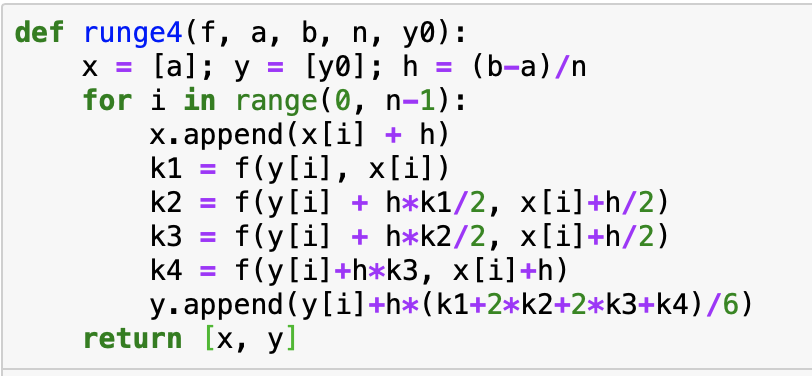 def runge4(f, a, b, n, y0):
    x = [a]; y = [y0]; h = (b-a)/n
    for i in range(0, n-1):
        x.append(x[i] + h)
        k1 = f(y[i], x[i])
        k2 = f(y[i] + h*k1/2, x[i]+h/2)
        k3 = f(y[i] + h*k2/2, x[i]+h/2)
        k4 = f(y[i]+h*k3, x[i]+h)
        y.append(y[i]+h*(k1+2*k2+2*k3+k4)/6)
    return [x, y]